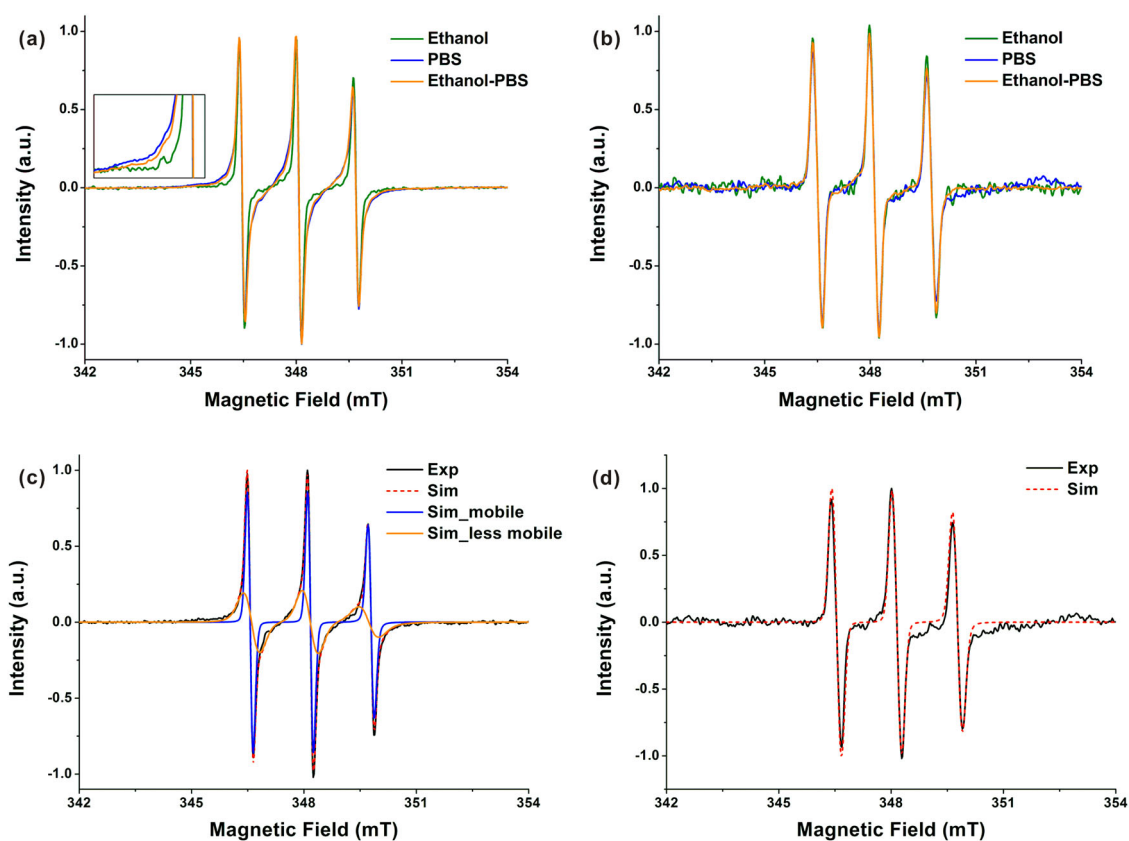 (a)
Ethanol
PBS
Ethanol-PBS
1.0
0.5
0.0
-0.5
-1.0
Intensity (a.u.)
342
345
348
351
354
Magnetic Field (mT)
(b)
Ethanol
PBS
Ethanol-PBS
1.0
0.5
0.0
-0.5
-1.0
Intensity (a.u.)
342
345
348
351
354
Magnetic Field (mT)
(c)
Exp
Sim
Sim_mobile
Sim_less mobile
1.0
0.5
0.0
-0.5
-1.0
Intensity (a.u.)
342
345
348
351
354
Magnetic Field (mT)
(d)
Exp
Sim
1.0
0.5
0.0
-0.5
-1.0
Intensity (a.u.)
342
345
348
351
354
Magnetic Field (mT)